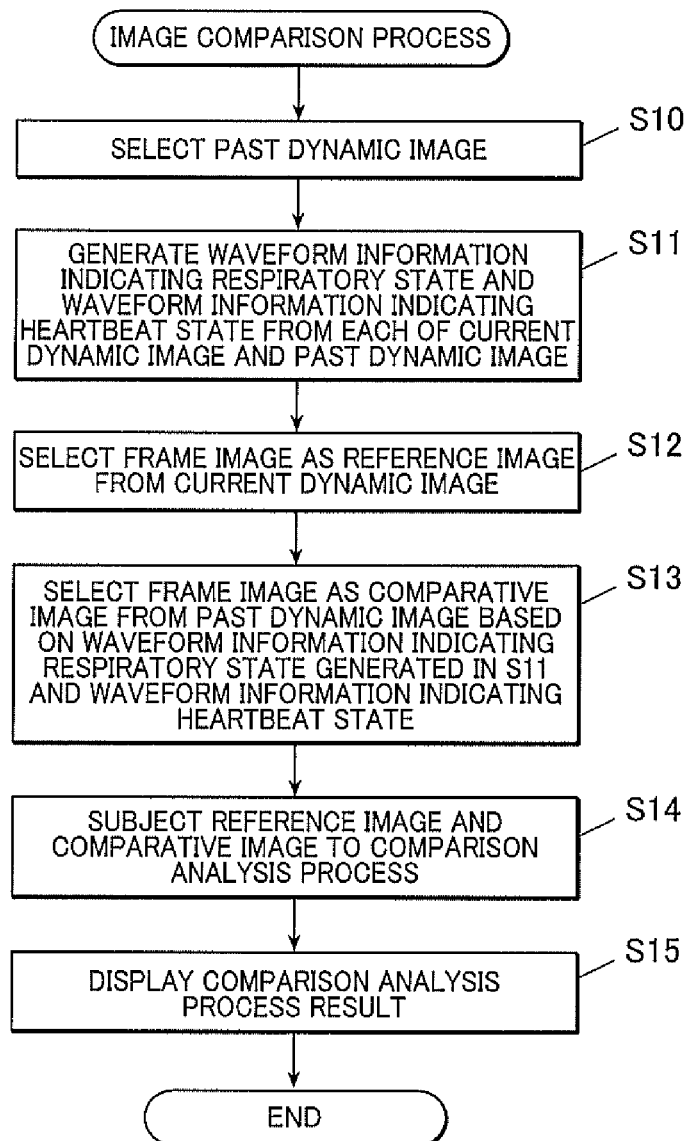 IMAGE COMPARISON PROCESS
S10
SELECT PAST DYNAMIC IMAGE
S11
GENERATE WAVEFORM INFORMATION
INDICATING RESPIRATORY STATE AND
WAVEFORM INFORMATION INDICATING
HEARTBEAT STATE FROM EACH OF CURRENT
DYNAMIC IMAGE AND PAST DYNAMIC IMAGE
S12
SELECT FRAME IMAGE AS REFERENCE IMAGE
FROM CURRENT DYNAMIC IMAGE
S13
SELECT FRAME IMAGE AS COMPARATIVE
IMAGE FROM PAST DYNAMIC IMAGE BASED
ON WAVEFORM INFORMATION INDICATING
RESPIRATORY STATE GENERATED IN S11
AND WAVEFORM INFORMATION INDICATING
HEARTBEAT STATE
S14
SUBJECT REFERENCE IMAGE AND
COMPARATIVE IMAGE TO COMPARISON
ANALYSIS PROCESS
S15
DISPLAY COMPARISON ANALYSIS
PROCESS RESULT
END